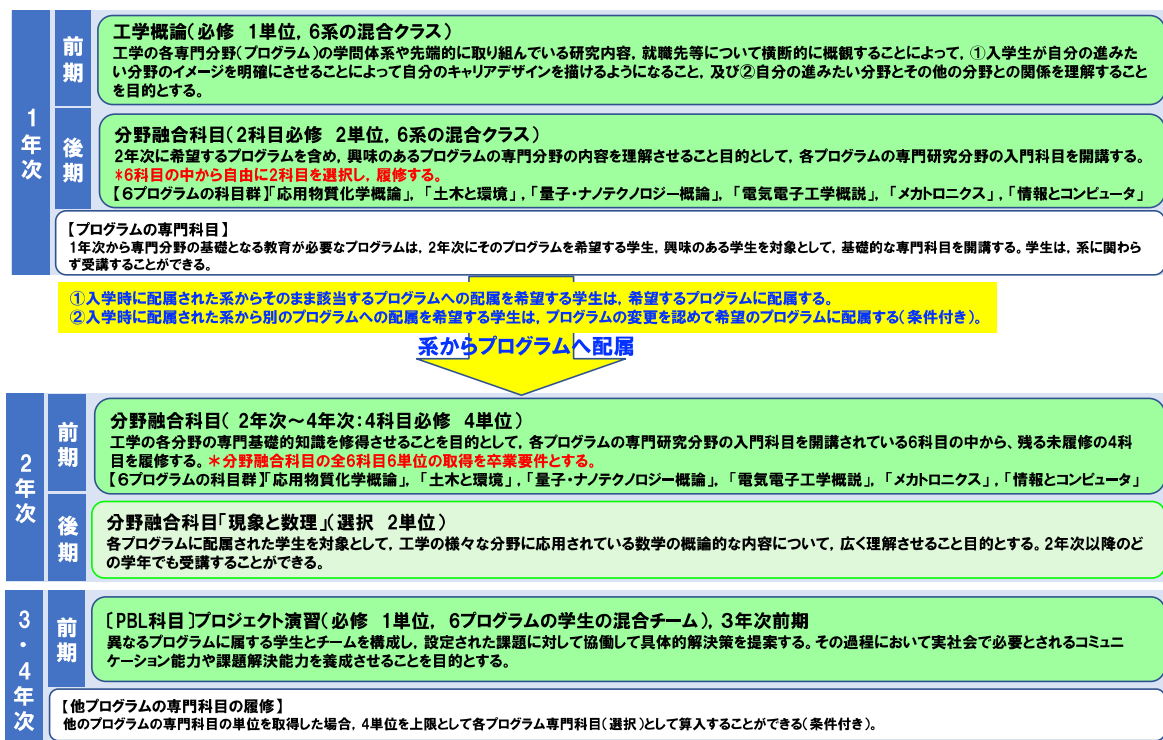 1年次
前期
工学概論(必修 1単位, 6系の混合クラス)
工学の各専門分野(プログラム)の学問体系や先端的に取り組んでいる研究内容, 就職先等について横断的に概観することによって, ①入学生が自分の進みた
い分野のイメージを明確にさせることによって自分のキャリアデザインを描けるようになること, 及び②自分の進みたい分野とその他の分野との関係を理解すること
を目的とする。
後期
分野融合科目(2科目必修 2単位, 6系の混合クラス)
2年次に希望するプログラムを含め, 興味のあるプログラムの専門分野の内容を理解させること目的として, 各プログラムの専門研究分野の入門科目を開講する。
*6科目の中から自由に2科目を選択し, 履修する。
【6プログラムの科目群】「応用物質化学概論」, 「土木と環境」, 「量子・ナノテクノロジー概論」, 「電気電子工学概説」, 「メカトロニクス」, 「情報とコンピュータ」
【プログラムの専門科目】
1年次から専門分野の基礎となる教育が必要なプログラムは, 2年次にそのプログラムを希望する学生, 興味のある学生を対象として, 基礎的な専門科目を開講する。学生は, 系に関わら
ず受講することができる。
①入学時に配属された系からそのまま該当するプログラムへの配属を希望する学生は, 希望するプログラムに配属する。
②入学時に配属された系から別のプログラムへの配属を希望する学生は, プログラムの変更を認めて希望のプログラムに配属する(条件付き)。
系からプログラムへ配属
2年次
前期
分野融合科目( 2年次~4年次:4科目必修 4単位)
工学の各分野の専門基礎的知識を修得させることを目的として, 各プログラムの専門研究分野の入門科目を開講されている6科目の中から、残る未履修の4科
目を履修する。*分野融合科目の全6科目6単位の取得を卒業要件とする。
【6プログラムの科目群】「応用物質化学概論」, 「土木と環境」, 「量子・ナノテクノロジー概論」, 「電気電子工学概説」, 「メカトロニクス」, 「情報とコンピュータ」
後期
分野融合科目「現象と数理」(選択 2単位)
各プログラムに配属された学生を対象として, 工学の様々な分野に応用されている数学の概論的な内容について, 広く理解させること目的とする。2年次以降のど
の学年でも受講することができる。
3・4年次
前期
〔PBL科目〕プロジェクト演習(必修 1単位, 6プログラムの学生の混合チーム), 3年次前期
異なるプログラムに属する学生とチームを構成し, 設定された課題に対して協働して具体的解決策を提案する。その過程において実社会で必要とされるコミュニ
ケーション能力や課題解決能力を養成させることを目的とする。
【他プログラムの専門科目の履修】
他のプログラムの専門科目の単位を取得した場合, 4単位を上限として各プログラム専門科目(選択)として算入することができる(条件付き)。